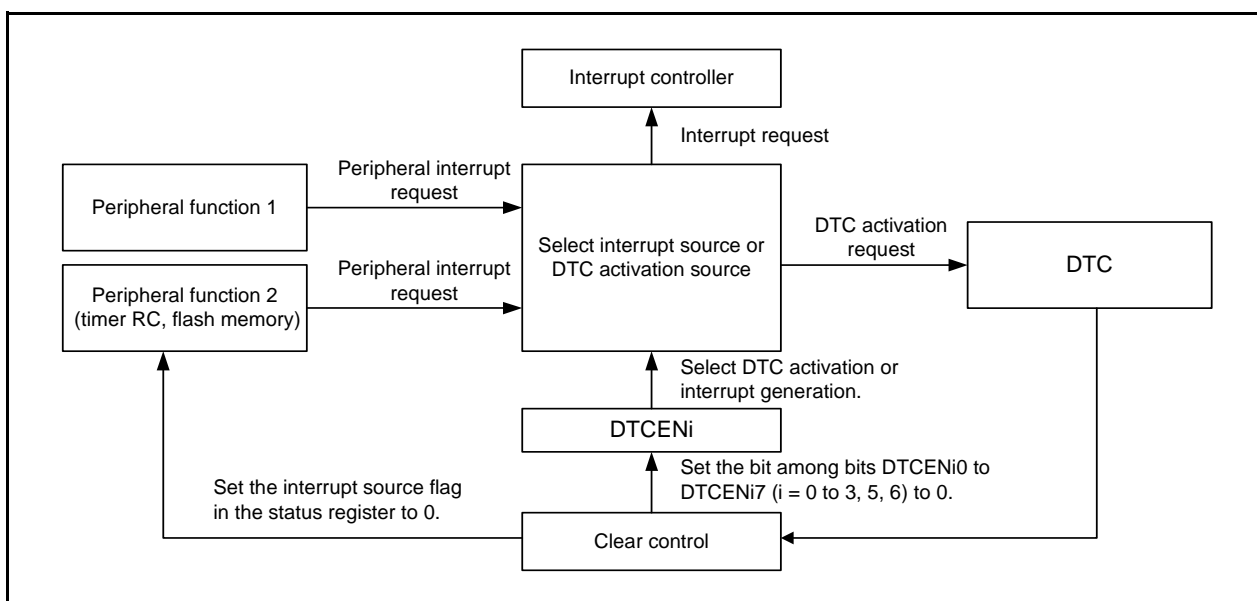 Interrupt controller
Interrupt request
Peripheral interrupt
request
Peripheral function 1
Select interrupt source or
DTC activation source
DTC activation
request
DTC
Peripheral interrupt
request
Peripheral function 2
(timer RC, flash memory)
Select DTC activation or
interrupt generation.
DTCENi
Set the bit among bits DTCENi0 to
DTCENi7 (i = 0 to 3, 5, 6) to 0.
Set the interrupt source flag
in the status register to 0.
Clear control